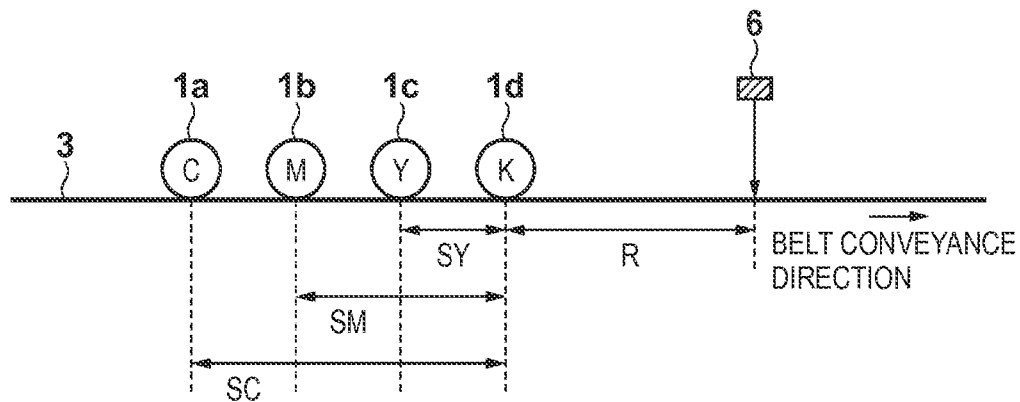 6
1a 1b 1c 1d
3
C M Y K
SY R BELT CONVEYANCE
DIRECTION
SM
SC